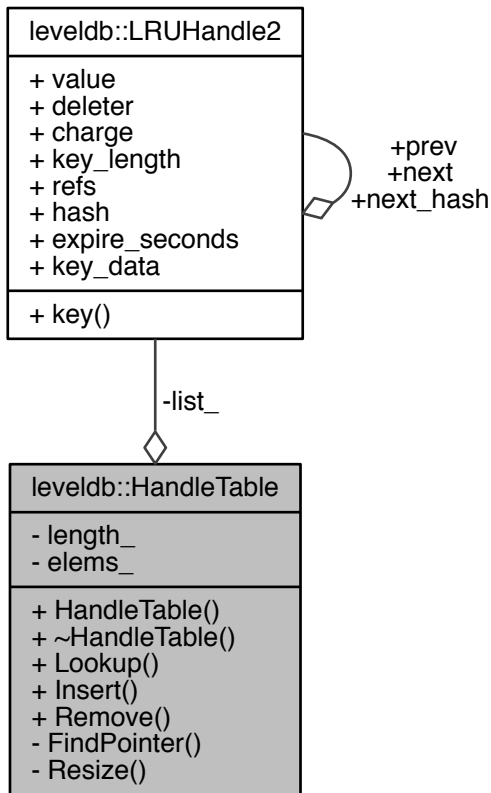 leveldb::LRUHandle2
+ value
+ deleter
+ charge
+ key_length
+ refs
+ hash
+ expire_seconds
+ key_data
+ key()
+prev
+next
+next_hash
-list_
leveldb::HandleTable
- length_
- elems_
+ HandleTable()
+ ~HandleTable()
+ Lookup()
+ Insert()
+ Remove()
- FindPointer()
- Resize()